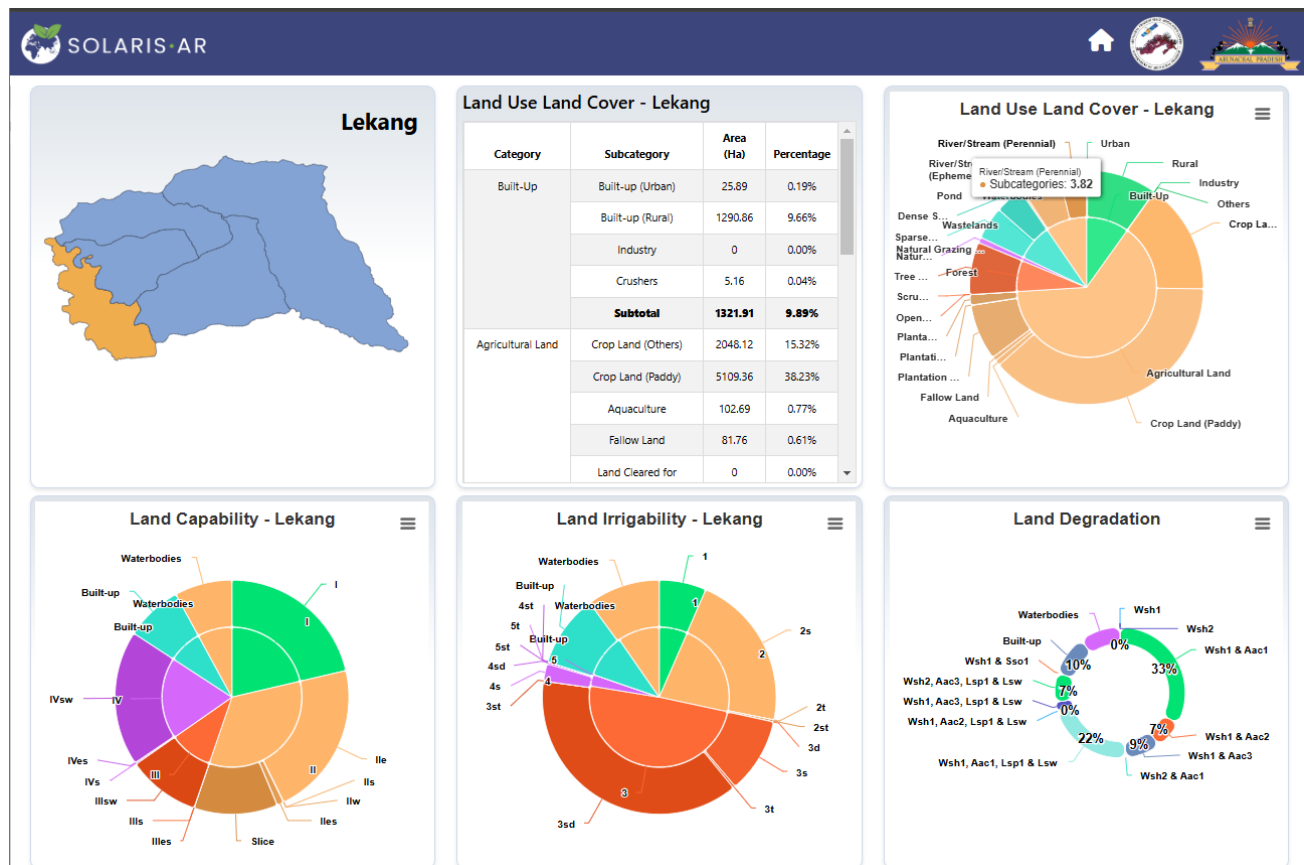 SOLARIS·AR
ARUNACHAL PRADESH
Lekang
Land Use Land Cover - Lekang
Category Subcategory Area (Ha) Percentage
Built-Up Built-up (Urban) 25.89 0.19%
Built-up (Rural) 1290.86 9.66%
Industry 0 0.00%
Crushers 5.16 0.04%
Subtotal 1321.91 9.89%
Agricultural Land Crop Land (Others) 2048.12 15.32%
Crop Land (Paddy) 5109.36 38.23%
Aquaculture 102.69 0.77%
Fallow Land 81.76 0.61%
Land Cleared for 0 0.00%
Land Use Land Cover - Lekang
River/Stream (Perennial)
Urban
River/Str
(Epheme
River/Stream (Perennial)
Subcategories: 3.82
Rural
Industry
Others
Pond
Waterbodies
Built-Up
Dense S...
Wastelands
Crop La...
Sparse...
Natural Grazing ...
Natur...
Tree ...
Forest
Scru...
Open...
Planta...
Plantati...
Plantation ...
Fallow Land
Aquaculture
Agricultural Land
Crop Land (Paddy)
Land Capability - Lekang
Waterbodies
Built-up
Waterbodies
Built-up
I
I
IVsw
IV
IVes
IVs
IIIsw
III
IIIs
IIIes
Slice
II
IIe
IIs
IIw
IIes
Land Irrigability - Lekang
Waterbodies
Built-up
Waterbodies
Built-up
1
1
4st
5t
5st
4sd
4s
3st
5
4
2s
2
2t
2st
3d
3s
3t
3
3sd
Land Degradation
Waterbodies
Wsh1
Wsh2
Built-up
0%
Wsh1 & Aac1
10%
33%
Wsh1 & Sso1
Wsh2, Aac3, Lsp1 & Lsw
7%
Wsh1, Aac3, Lsp1 & Lsw
0%
Wsh1, Aac2, Lsp1 & Lsw
7%
Wsh1 & Aac2
22%
9%
Wsh1 & Aac3
Wsh1, Aac1, Lsp1 & Lsw
Wsh2 & Aac1